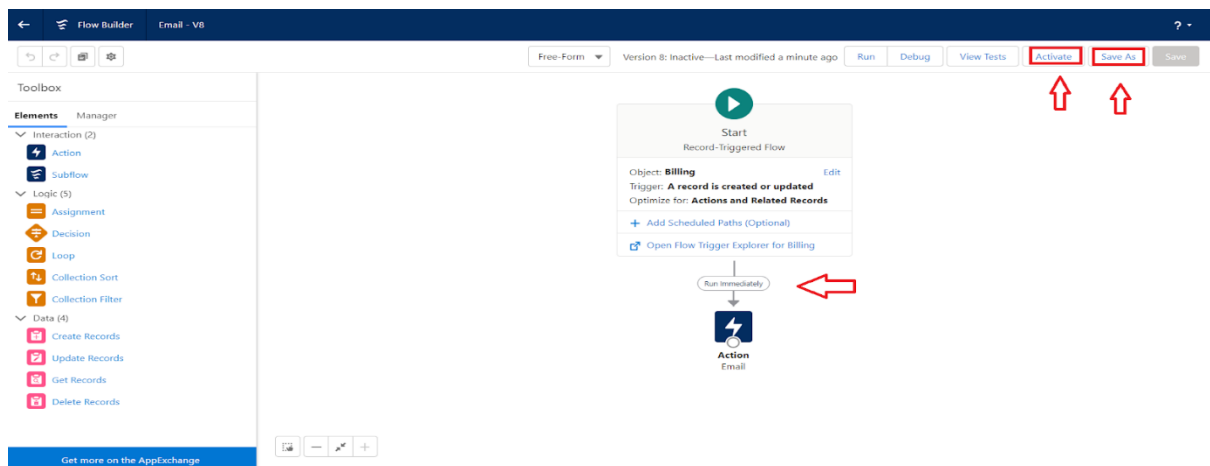 Flow Builder Email - V8 ?
Free-Form Version 8: Inactive—Last modified a minute ago Run Debug View Tests Activate Save As Save
Toolbox
Elements Manager
Interaction (2)
Action
Subflow
Logic (5)
Assignment
Decision
Loop
Collection Sort
Collection Filter
Data (4)
Create Records
Update Records
Get Records
Delete Records
Get more on the AppExchange
Start
Record-Triggered Flow
Object: Billing Edit
Trigger: A record is created or updated
Optimize for: Actions and Related Records
+ Add Scheduled Paths (Optional)
Open Flow Trigger Explorer for Billing
Run Immediately
Action
Email